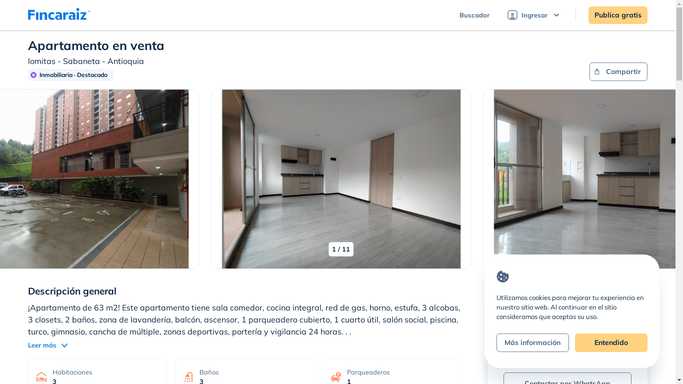 Fincaraiz
Buscador
Ingresar
Publica gratis
Apartamento en venta
lomitas - Sabaneta - Antioquia
Inmobiliaria · Destacado
Compartir
1 / 11
Descripción general
¡Apartamento de 63 m2! Este apartamento tiene sala comedor, cocina integral, red de gas, horno, estufa, 3 alcobas,
3 closets, 2 baños, zona de lavandería, balcón, ascensor, 1 parqueadero cubierto, 1 cuarto útil, salón social, piscina,
turco, gimnasio, cancha de múltiple, zonas deportivas, portería y vigilancia 24 horas. . .
Leer más
Habitaciones
3
Baños
3
Parqueaderos
1
Utilizamos cookies para mejorar tu experiencia en
nuestro sitio web. Al continuar en el sitio
consideramos que aceptas su uso.
Más información
Entendido
Contactar por WhatsApp